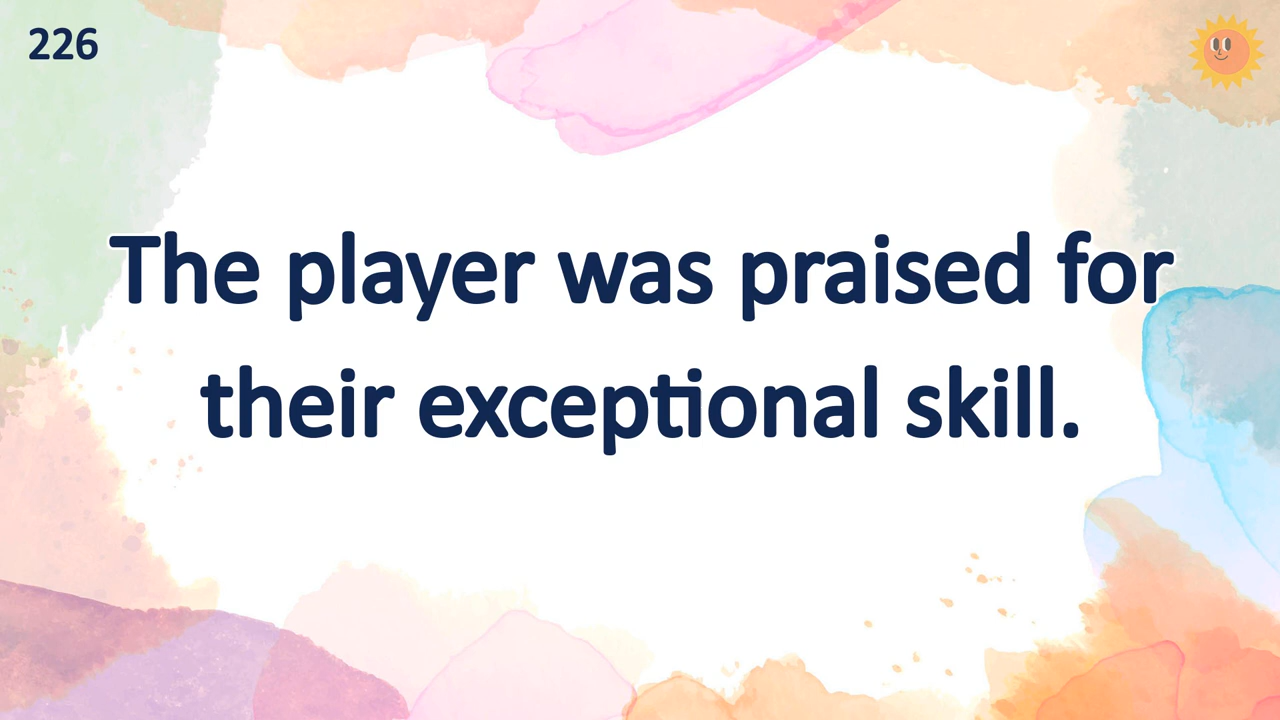 226
The player was praised for
their exceptional skill.